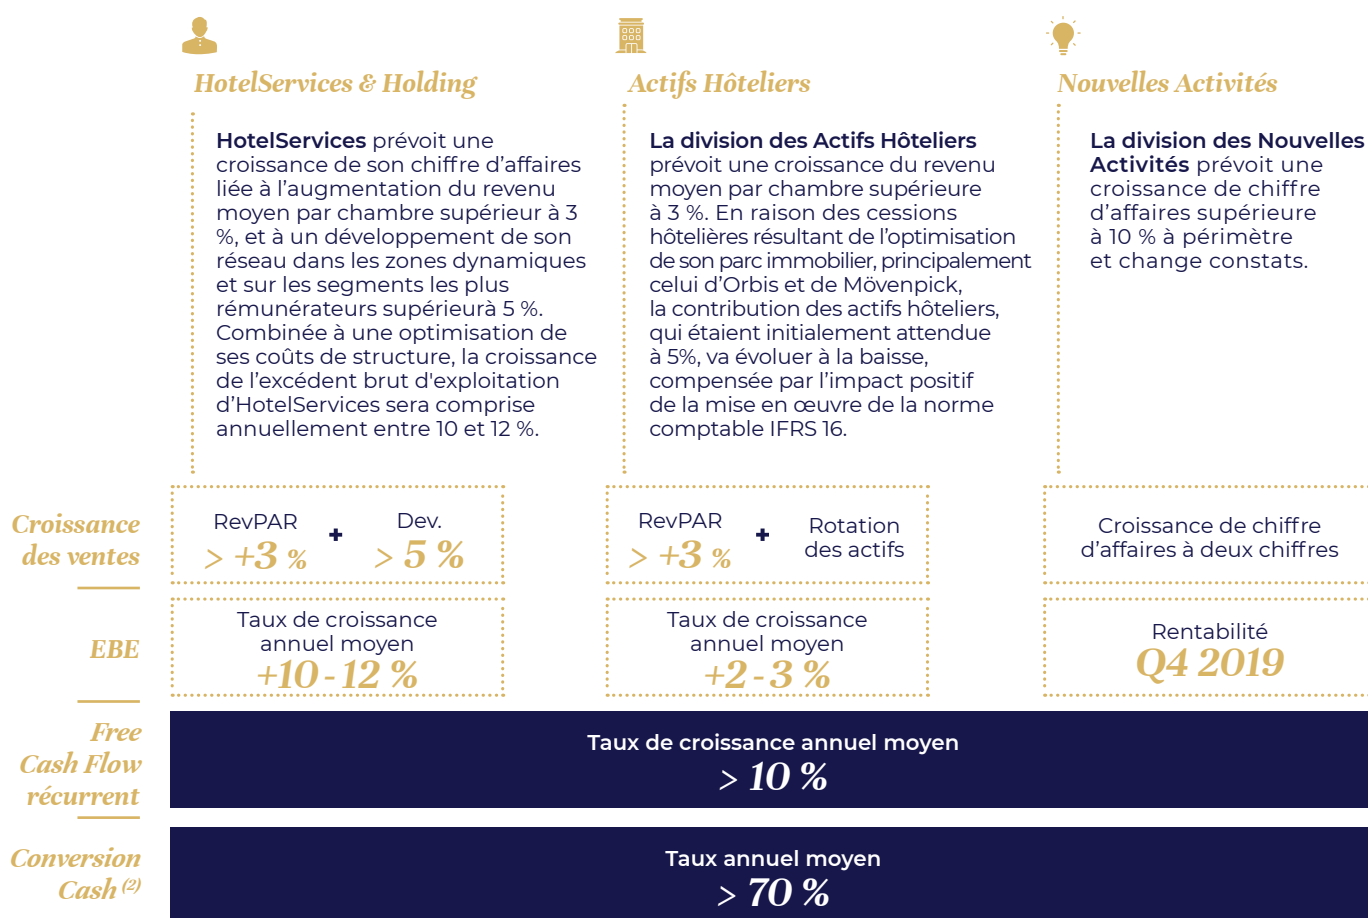 HotelServices & Holding
HotelServices prévoit une
croissance de son chiffre d’affaires
liée à l’augmentation du revenu
moyen par chambre supérieur à 3
%, et à un développement de son
réseau dans les zones dynamiques
et sur les segments les plus
rémunérateurs supérieurà 5 %.
Combinée à une optimisation de
ses coûts de structure, la croissance
de l’excédent brut d'exploitation
d’HotelServices sera comprise
annuellement entre 10 et 12 %.
Actifs Hôteliers
La division des Actifs Hôteliers
prévoit une croissance du revenu
moyen par chambre supérieure
à 3 %. En raison des cessions
hôtelières résultant de l’optimisation
de son parc immobilier, principalement
celui d’Orbis et de Mövenpick,
la contribution des actifs hôteliers,
qui étaient initialement attendue
à 5%, va évoluer à la baisse,
compensée par l’impact positif
de la mise en œuvre de la norme
comptable IFRS 16.
Nouvelles Activités
La division des Nouvelles
Activités prévoit une
croissance de chiffre
d’affaires supérieure
à 10 % à périmètre
et change constats.
Croissance
des ventes
RevPAR
> +3 %
+
Dev.
> 5 %
RevPAR
> +3 %
+
Rotation
des actifs
Croissance de chiffre
d’affaires à deux chiffres
EBE
Taux de croissance
annuel moyen
+10 - 12 %
Taux de croissance
annuel moyen
+2 - 3 %
Rentabilité
Q4 2019
Free
Cash Flow
récurrent
Taux de croissance annuel moyen
> 10 %
Conversion
Cash (2)
Taux annuel moyen
> 70 %